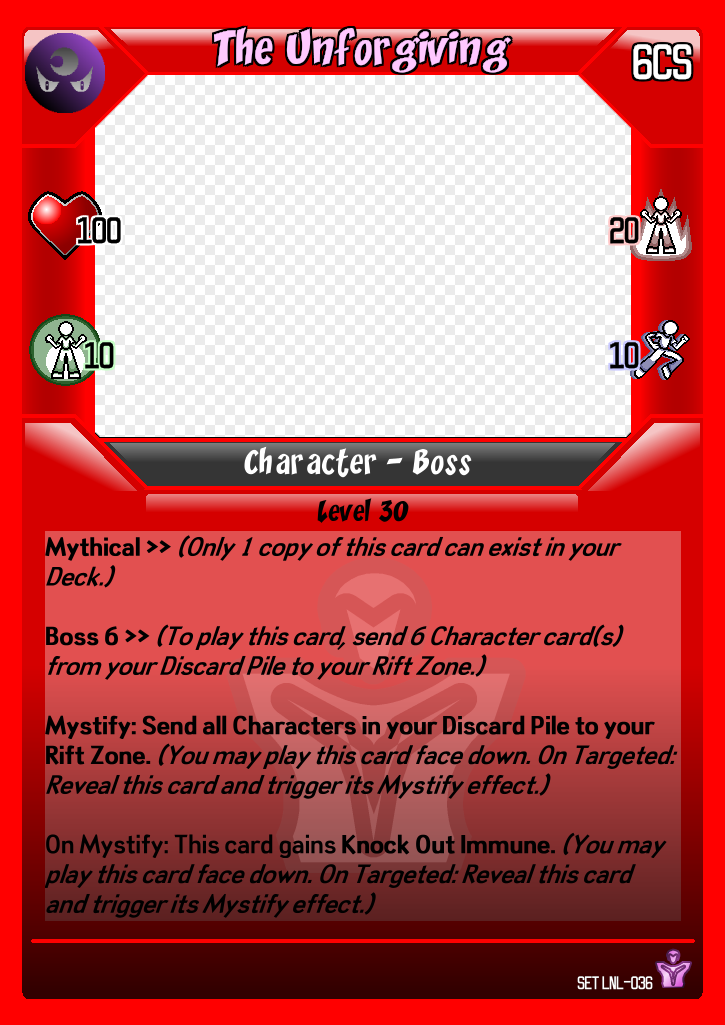 The Unforgiving
6CS
100
20
10
10
Character - Boss
Level 30
Mythical >> (Only 1 copy of this card can exist in your
Deck.)
Boss 6 >> (To play this card, send 6 Character card(s)
from your Discard Pile to your Rift Zone.)
Mystify: Send all Characters in your Discard Pile to your
Rift Zone. (You may play this card face down. On Targeted:
Reveal this card and trigger its Mystify effect.)
On Mystify: This card gains Knock Out Immune. (You may
play this card face down. On Targeted: Reveal this card
and trigger its Mystify effect.)
SET LNL-036